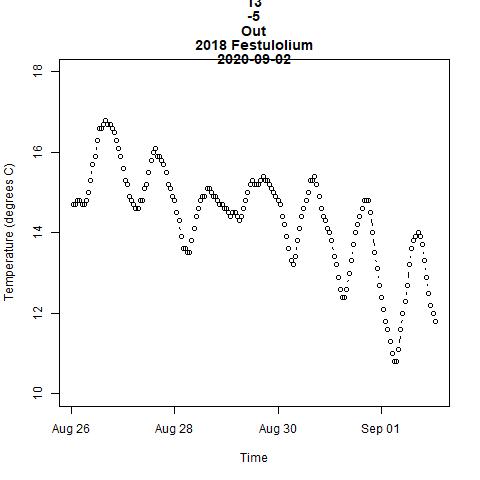 13
-5
Out
2018 Festulolium
2020-09-02
18
16
14
12
10
Temperature (degrees C)
Aug 26
Aug 28
Aug 30
Sep 01
Time